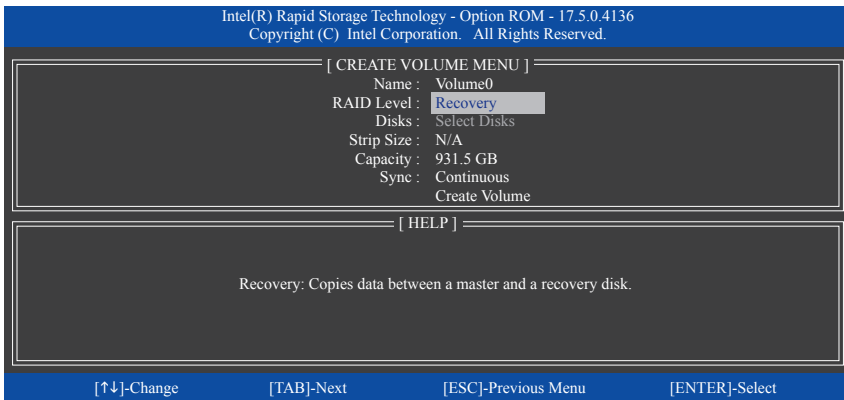 Intel(R) Rapid Storage Technology - Option ROM - 17.5.0.4136
Copyright (C) Intel Corporation. All Rights Reserved.
[ CREATE VOLUME MENU ]
Name : Volume0
RAID Level : Recovery
Disks : Select Disks
Strip Size : N/A
Capacity : 931.5 GB
Sync : Continuous
Create Volume
[ HELP ]
Recovery: Copies data between a master and a recovery disk.
[↑↓]-Change [TAB]-Next [ESC]-Previous Menu [ENTER]-Select